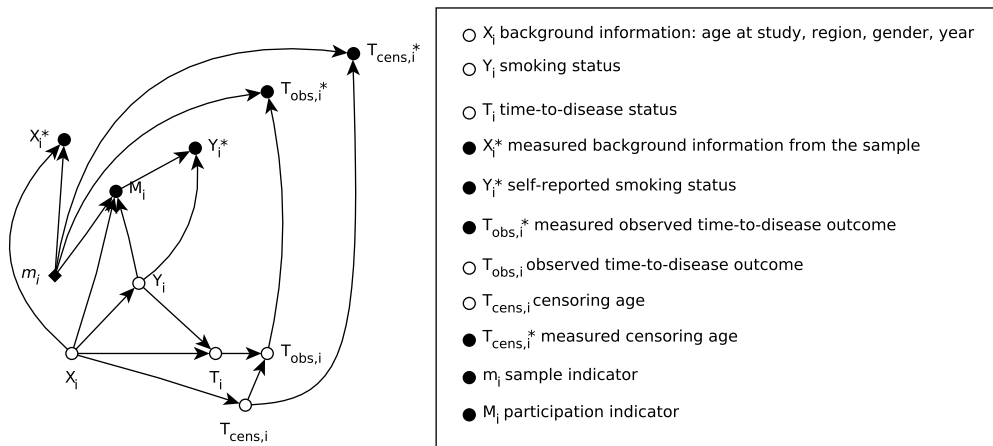 T_cens,i*
T_obs,i*
X_i*
Y_i*
M_i
m_i
Y_i
X_i
T_i
T_obs,i
T_cens,i
X_i background information: age at study, region, gender, year
Y_i smoking status
T_i time-to-disease status
X_i* measured background information from the sample
Y_i* self-reported smoking status
T_obs,i* measured observed time-to-disease outcome
T_obs,i observed time-to-disease outcome
T_cens,i censoring age
T_cens,i* measured censoring age
m_i sample indicator
M_i participation indicator